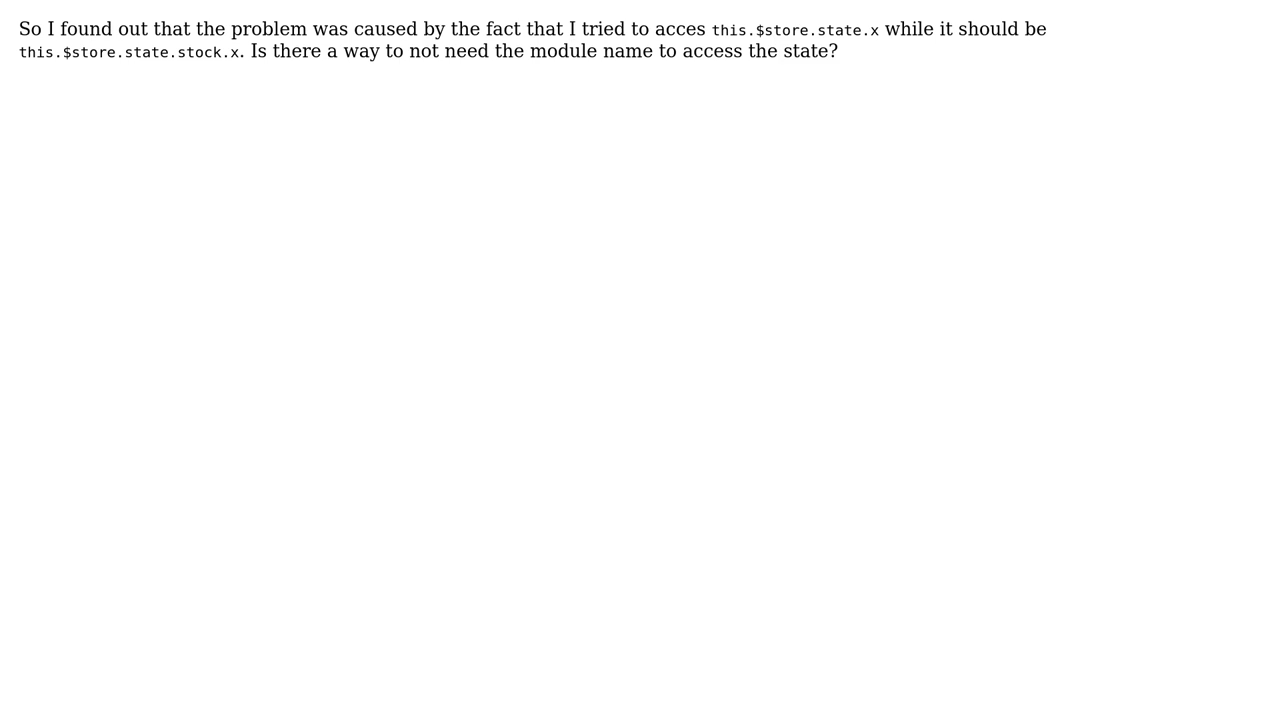 So I found out that the problem was caused by the fact that I tried to acces this.$store.state.x while it should be
this.$store.state.stock.x. Is there a way to not need the module name to access the state?